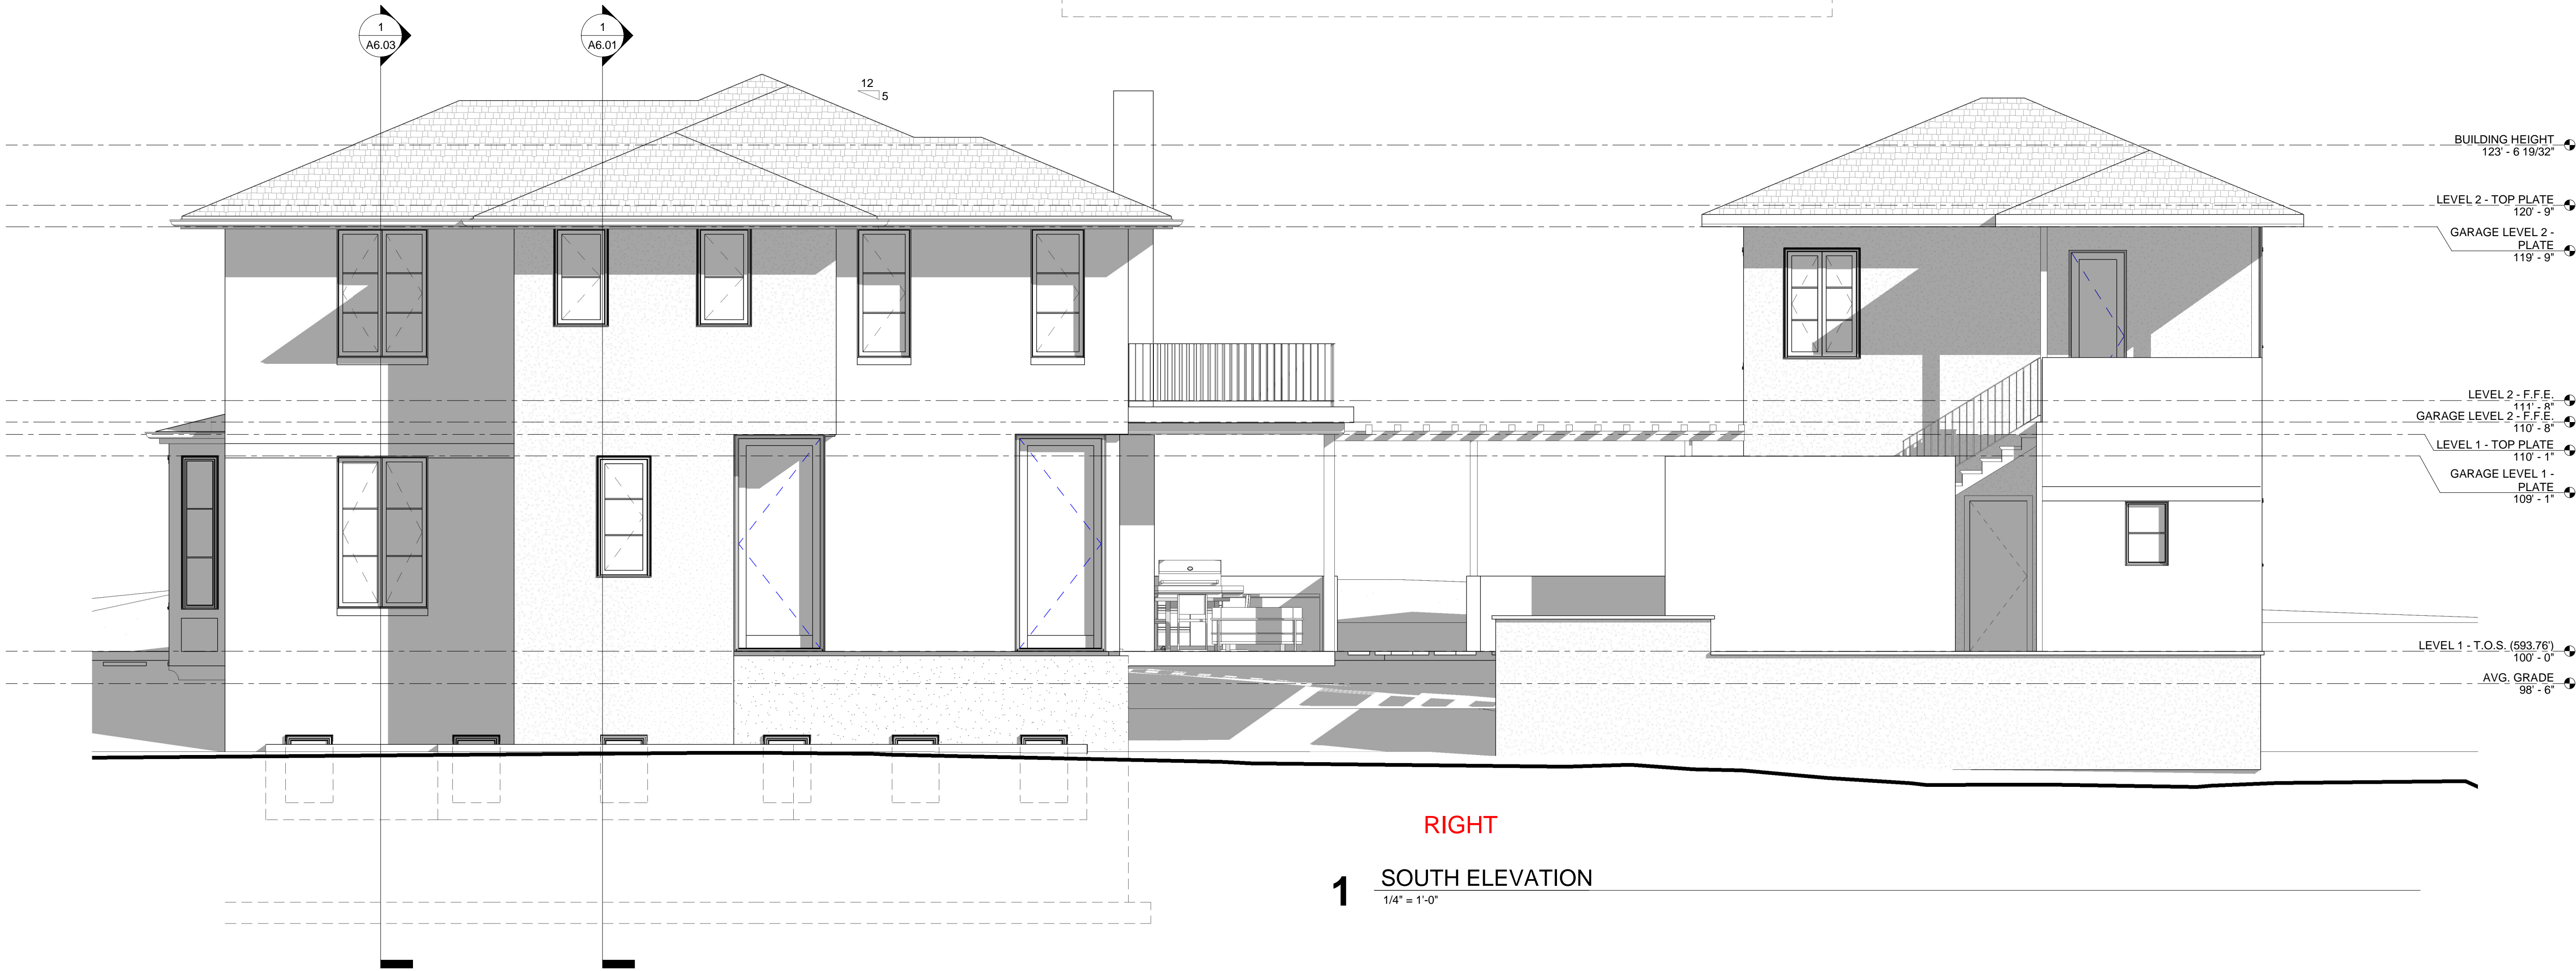 1
A6.03
1
A6.01
12
5
BUILDING HEIGHT
123' - 6 19/32"
LEVEL 2 - TOP PLATE
120' - 9"
GARAGE LEVEL 2 -
PLATE
119' - 9"
LEVEL 2 - F.F.E.
111' - 8"
GARAGE LEVEL 2 - F.F.E.
110' - 8"
LEVEL 1 - TOP PLATE
110' - 1"
GARAGE LEVEL 1 -
PLATE
109' - 1"
LEVEL 1 - T.O.S. (593.76')
100' - 0"
AVG. GRADE
98' - 6"
RIGHT
1 SOUTH ELEVATION
1/4" = 1'-0"